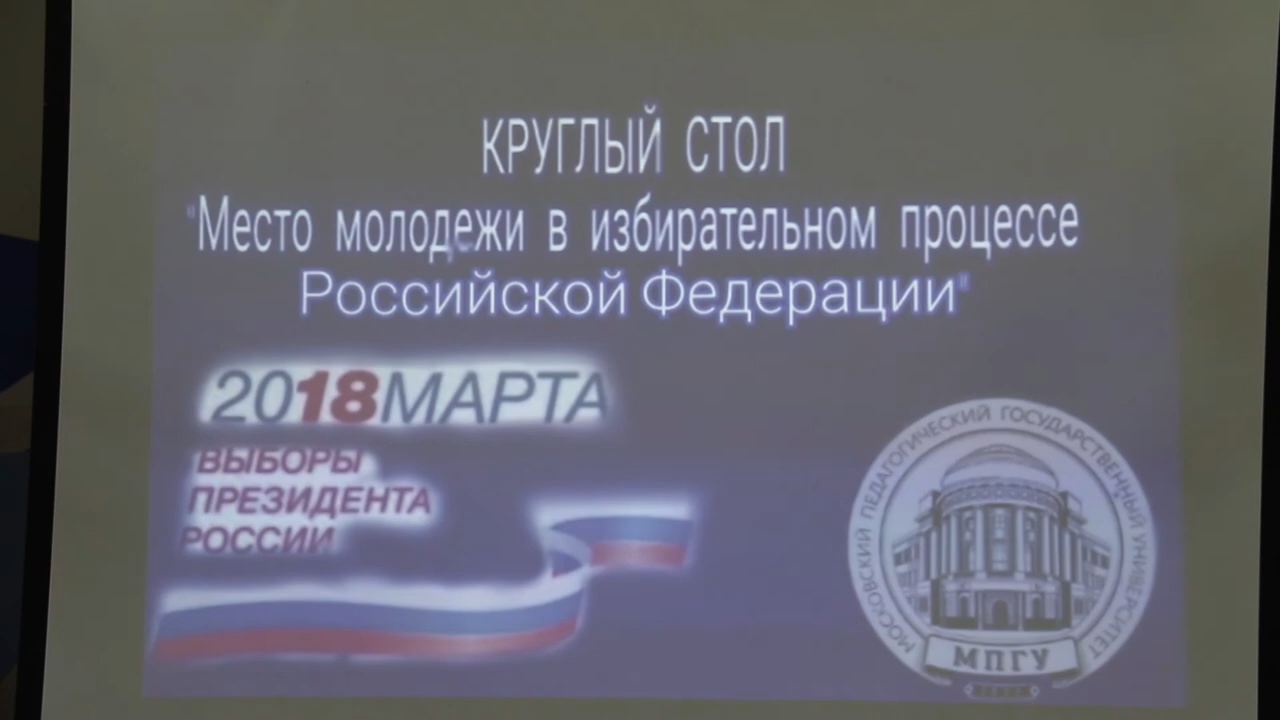 КРУГЛЫЙ СТОЛ
"Место молодежи в избирательном процессе
Российской Федерации"
2018МАРТА
ВЫБОРЫ
ПРЕЗИДЕНТА
РОССИИ
МОСКОВСКИЙ ПЕДАГОГИЧЕСКИЙ ГОСУДАРСТВЕННЫЙ УНИВЕРСИТЕТ
МПГУ